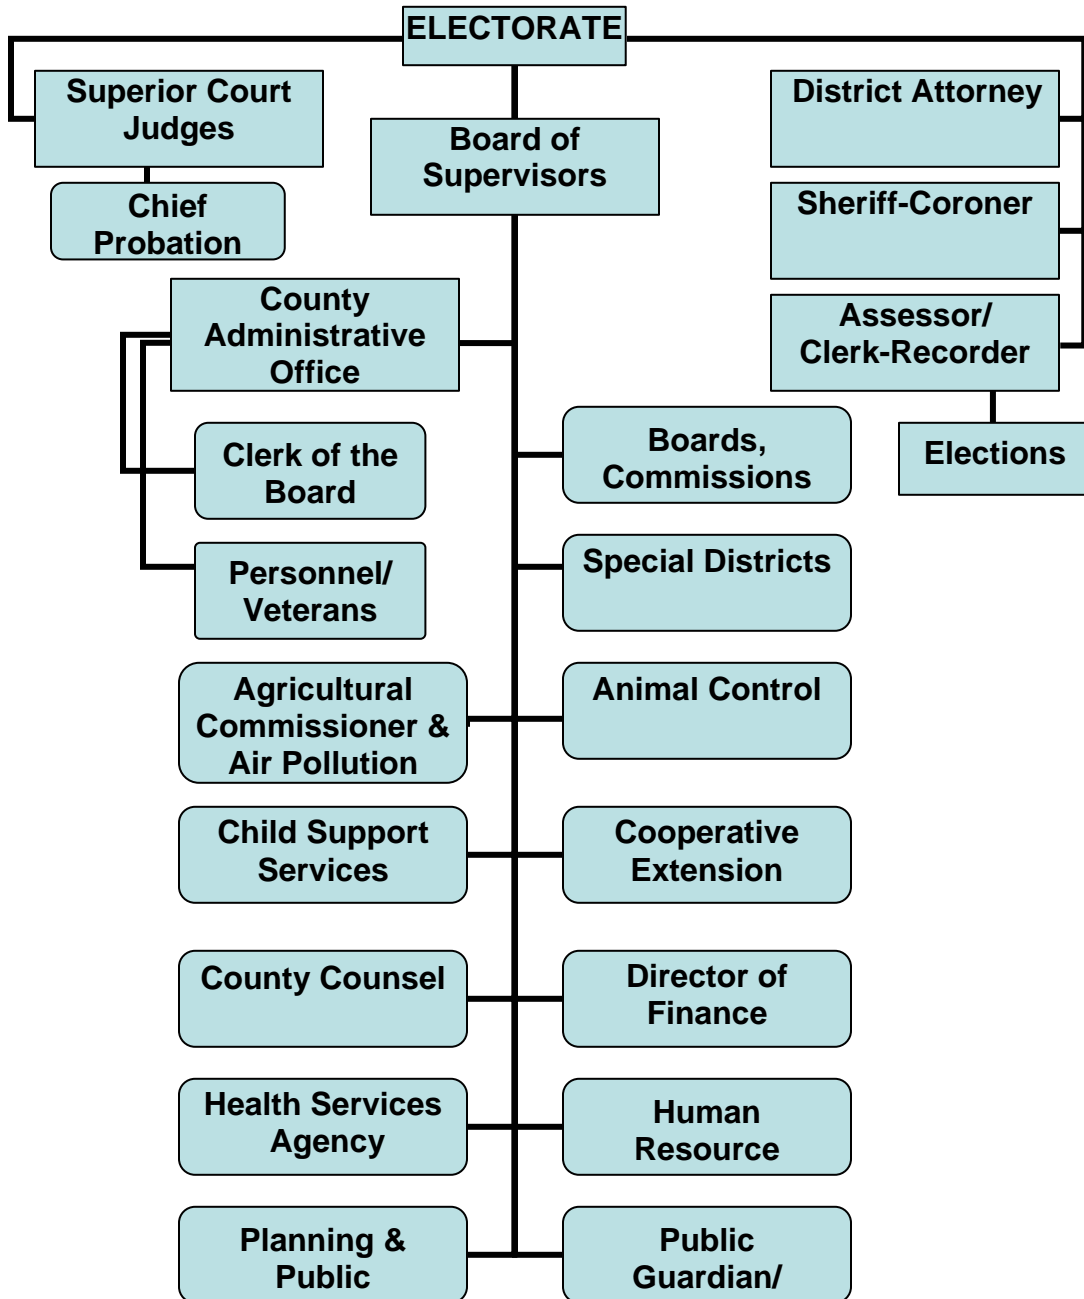 ELECTORATE
Superior Court
Judges
District Attorney
Board of
Supervisors
Chief
Probation
Sheriff-Coroner
County
Administrative
Office
Assessor/
Clerk-Recorder
Clerk of the
Board
Boards,
Commissions
Elections
Personnel/
Veterans
Special Districts
Agricultural
Commissioner &
Air Pollution
Animal Control
Child Support
Services
Cooperative
Extension
County Counsel
Director of
Finance
Health Services
Agency
Human
Resource
Planning &
Public
Public
Guardian/